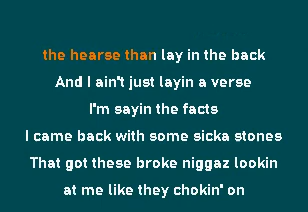 the hearse than lay in the back
And I ain't just layin a verse
I'm sayin the facts
I came back with some sicka stones
That got these broke niggaz lookin
at me like they chokin' on